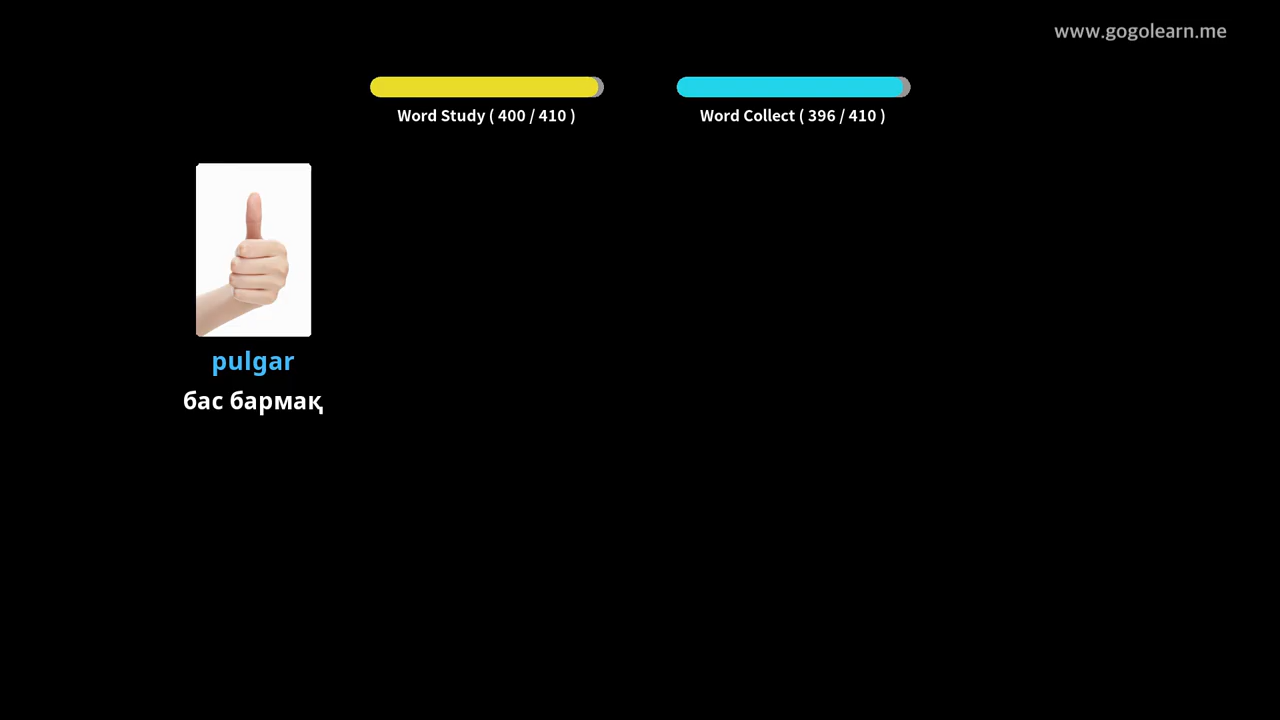 www.gogolearn.me
Word Study ( 400 / 410 )
Word Collect ( 396 / 410 )
pulgar
бас бармақ